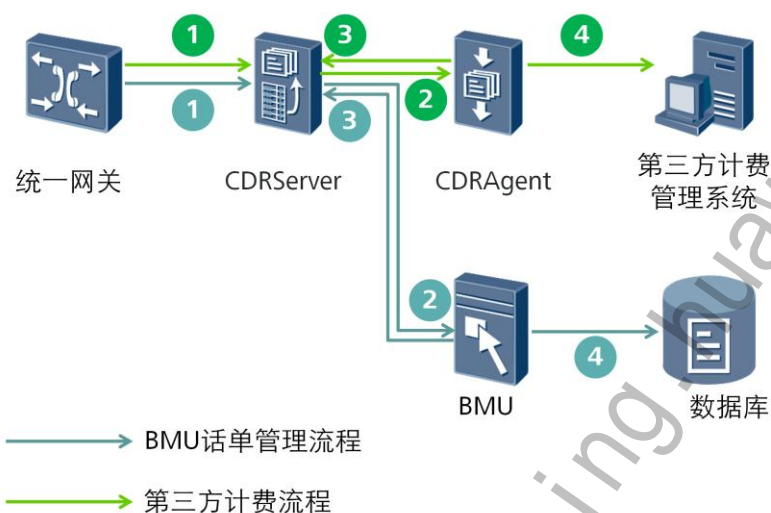 1
3
4
1
3
2
统一网关
CDRServer
CDRAgent
第三方计费
管理系统
2
4
BMU
数据库
BMU话单管理流程
第三方计费流程
ing.hua